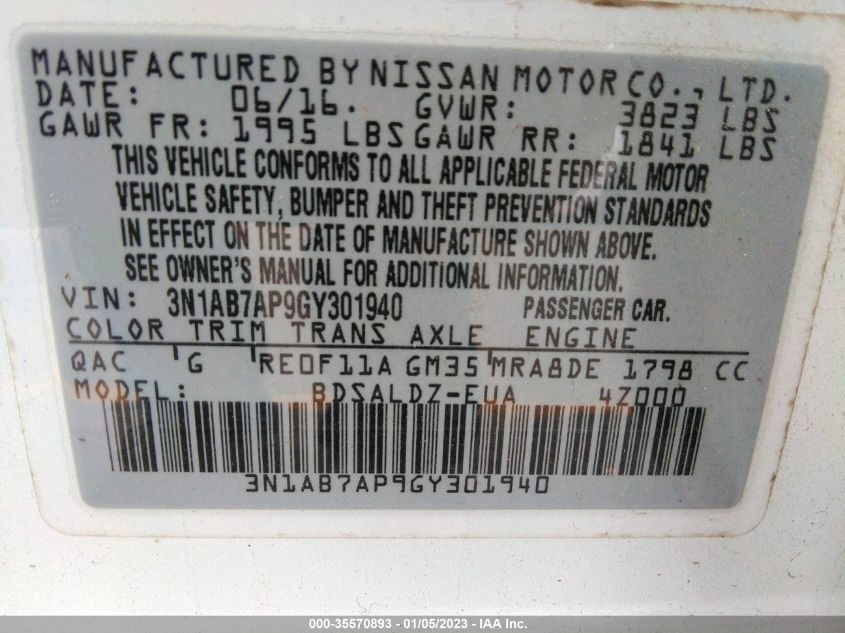 MANUFACTURED BY NISSAN MOTOR CO., LTD.
DATE: 06/16. GVWR: 3823 LBS
GAWR FR: 1995 LBS GAWR RR: 1841 LBS
THIS VEHICLE CONFORMS TO ALL APPLICABLE FEDERAL MOTOR
VEHICLE SAFETY, BUMPER AND THEFT PREVENTION STANDARDS
IN EFFECT ON THE DATE OF MANUFACTURE SHOWN ABOVE.
SEE OWNER'S MANUAL FOR ADDITIONAL INFORMATION.
VIN: 3N1AB7AP9GY301940 PASSENGER CAR.
COLOR TRIM TRANS AXLE ENGINE
QAC G RE0F11A GM35 MRA8DE 1798 CC
MODEL: BDSALDZ-EUA 4Z000
3N1AB7AP9GY301940
000-35570893 - 01/05/2023 - IAA Inc.